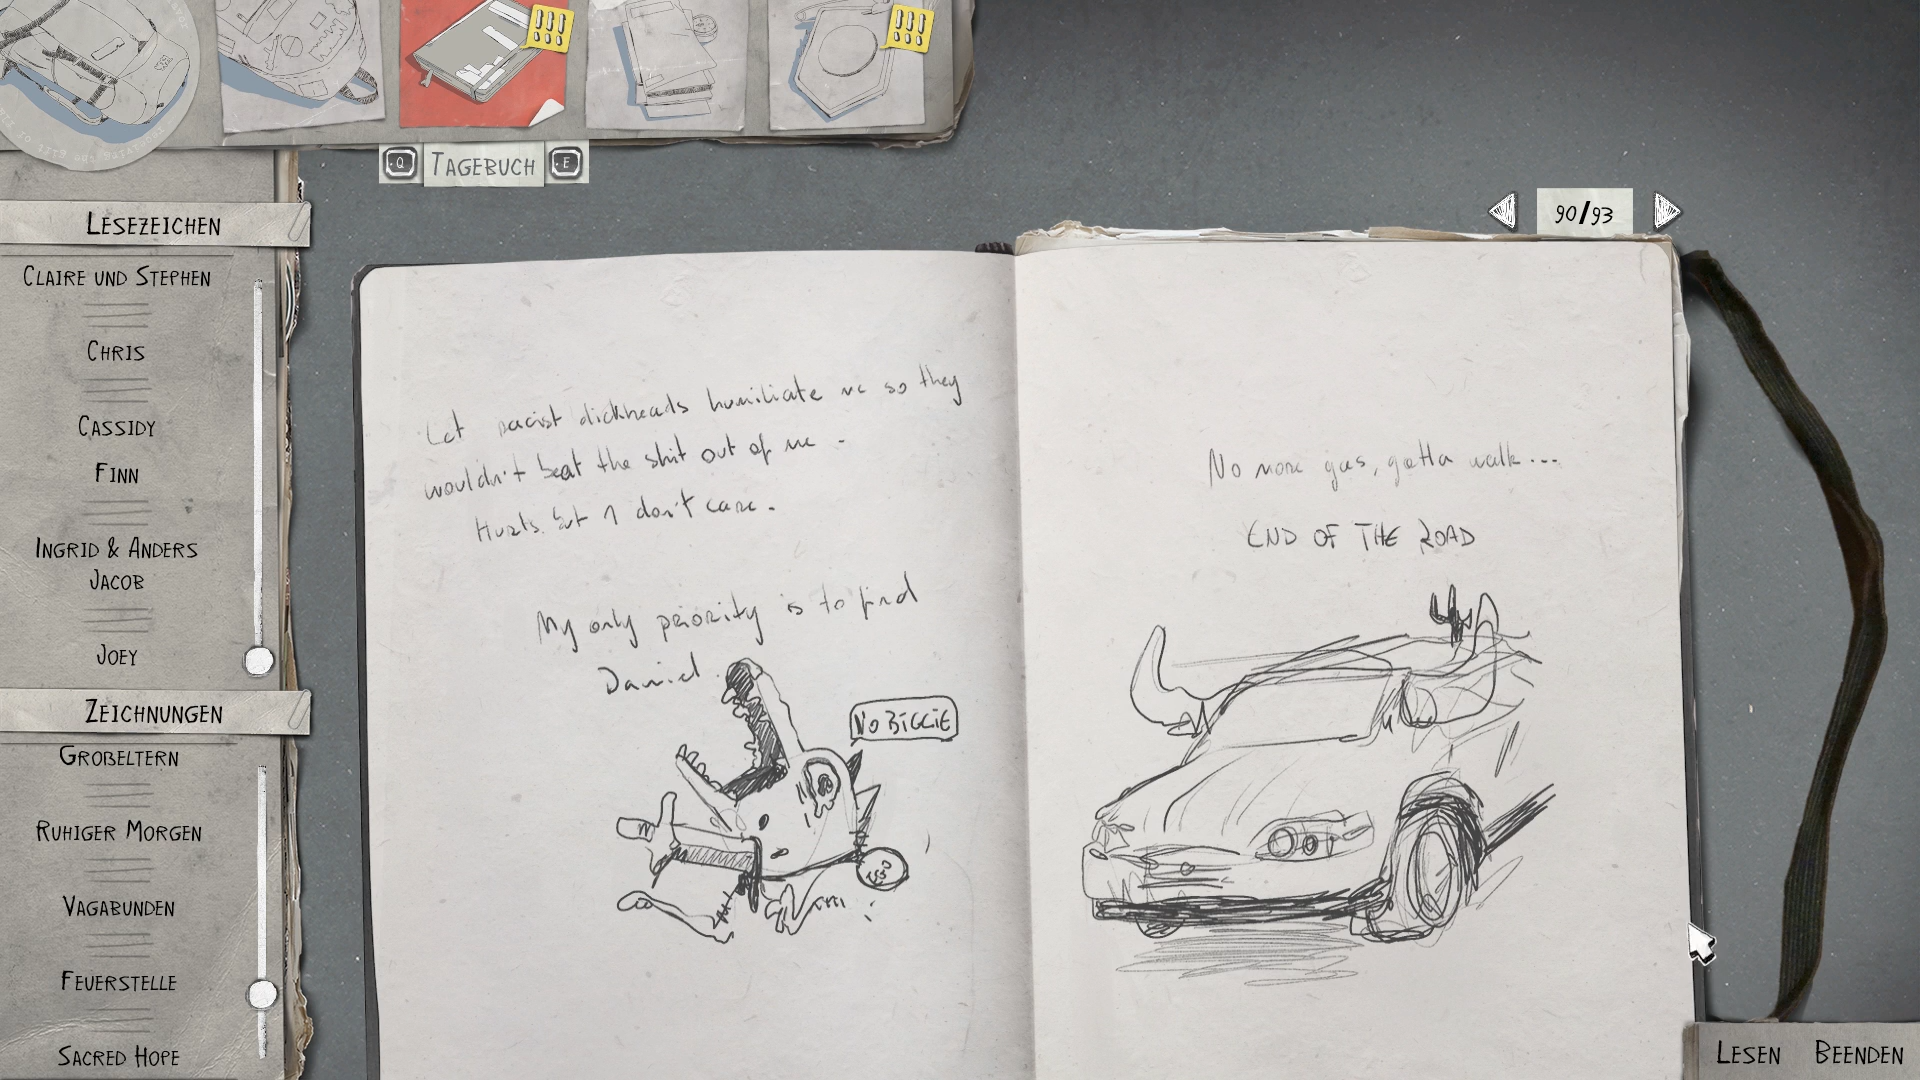 Q TAGEBUCH E
LESEZEICHEN
CLAIRE UND STEPHEN
CHRIS
CASSIDY
FINN
INGRID & ANDERS
JACOB
JOEY
ZEICHNUNGEN
GROßELTERN
RUHIGER MORGEN
VAGABUNDEN
FEUERSTELLE
SACRED HOPE
90/93
Let racist dickheads humiliate me so they
wouldn't beat the shit out of me.
Hurts but I don't care.
My only priority is to find
Daniel.
NO BIGGIE
No more gas, gotta walk...
END OF THE ROAD
LESEN BEENDEN